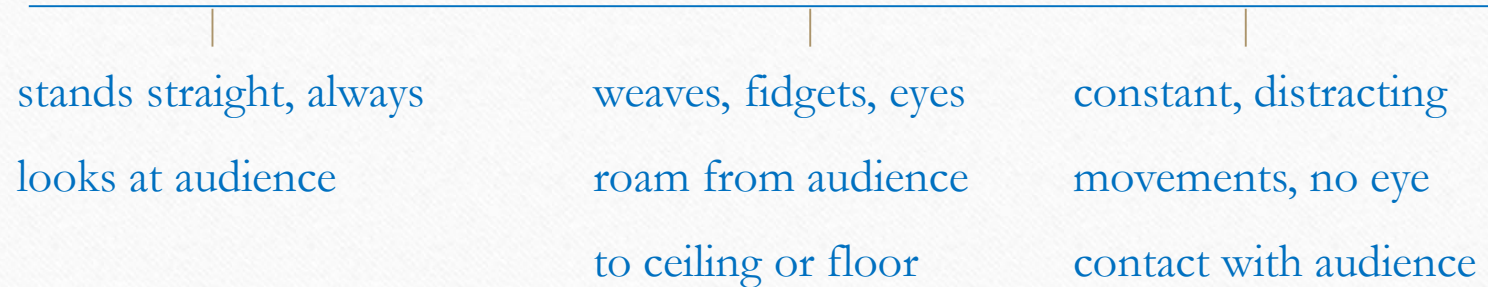 stands straight, always
looks at audience
weaves, fidgets, eyes
roam from audience
to ceiling or floor
constant, distracting
movements, no eye
contact with audience